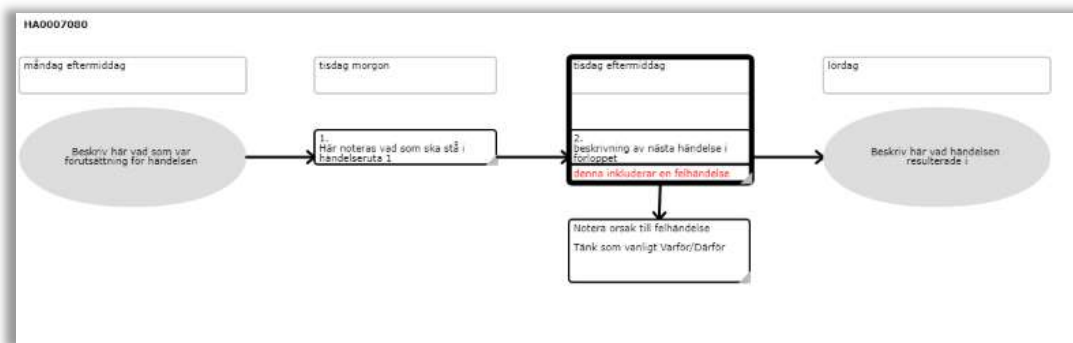 HA0007080
måndag eftermiddag
tisdag morgon
tisdag eftermiddag
lördag
Beskriv här vad som var
förutsättning för händelsen
1.
Här noteras vad som ska stå i
händelseruta 1
2.
beskrivning av nästa händelse i
förloppet
denna inkluderar en felhändelse
Beskriv här vad händelsen
resulterade i
Notera orsak till felhändelse
Tänk som vanligt Varför/Därför